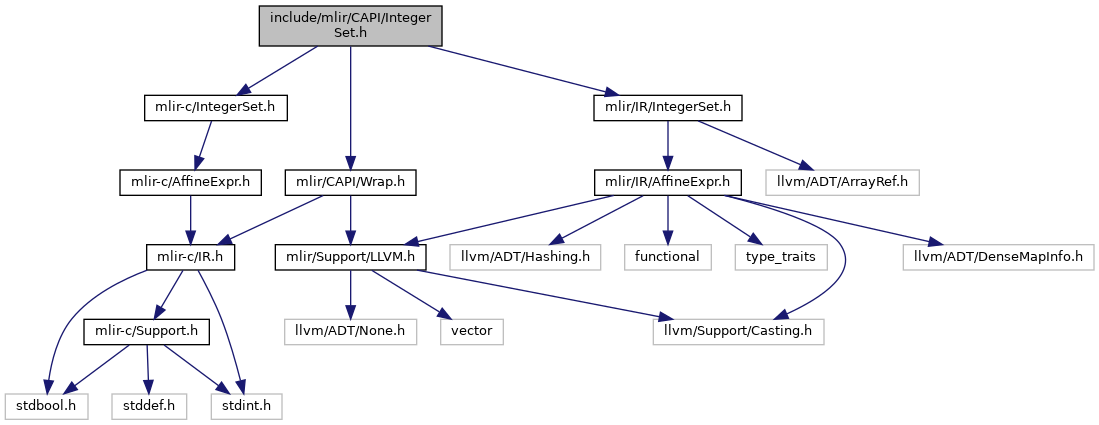 include/mlir/CAPI/Integer
Set.h
mlir-c/IntegerSet.h
mlir/IR/IntegerSet.h
mlir-c/AffineExpr.h
mlir/CAPI/Wrap.h
mlir/IR/AffineExpr.h
llvm/ADT/ArrayRef.h
mlir-c/IR.h
mlir/Support/LLVM.h
llvm/ADT/Hashing.h
functional
type_traits
llvm/ADT/DenseMapInfo.h
mlir-c/Support.h
llvm/ADT/None.h
vector
llvm/Support/Casting.h
stdbool.h
stddef.h
stdint.h